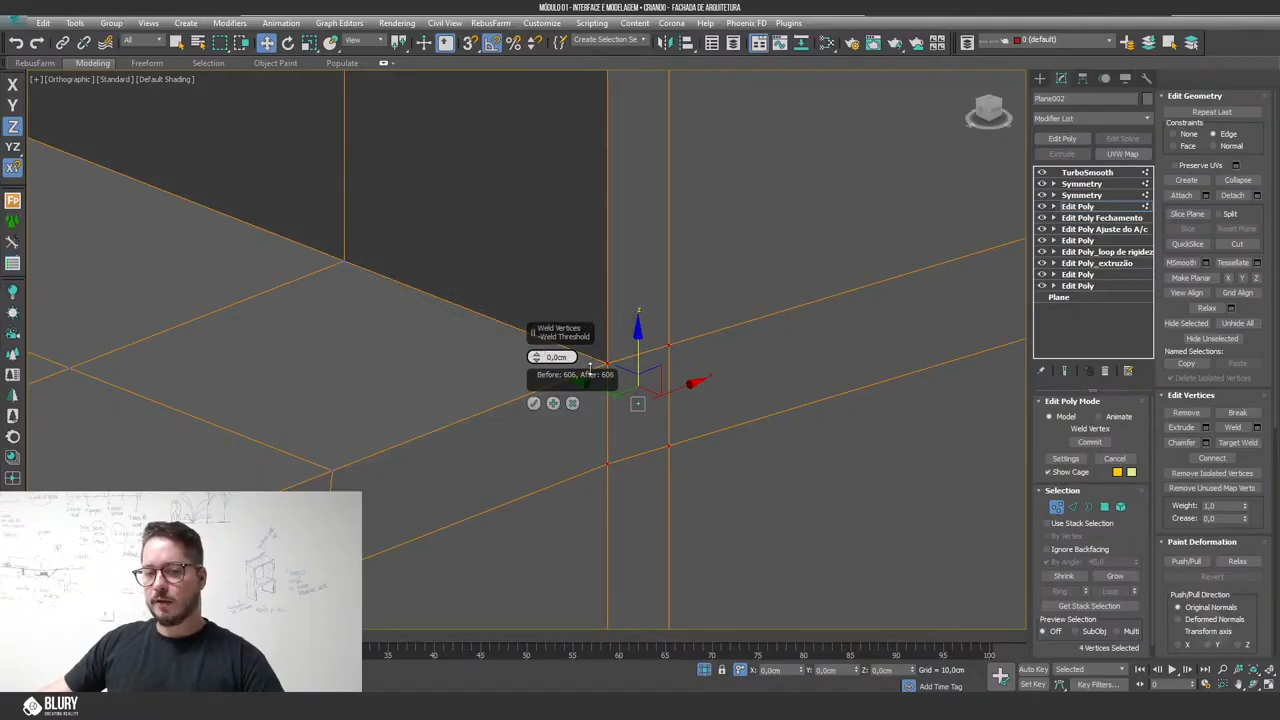 MÓDULO 01 - INTERFACE E MODELAGEM • CRIANDO - FACHADA DE ARQUITETURA
Edit Tools Group Views Create Modifiers Animation Graph Editors Rendering Civil View RebusFarm Customize Scripting Content Corona Help Phoenix FD Plugins
All View Create Selection Se 0 (default)
RebusFarm Modeling Freeform Selection Object Paint Populate
[+] [Orthographic] [Standard] [Default Shading]
X
Y
Z
YZ
Plane002
Modifier List
Edit Poly Edit Spline
Extrude UVW Map
TurboSmooth
Symmetry
Symmetry
Edit Poly
Edit Poly Fechamento
Edit Poly Ajuste do A/c
Edit Poly
Edit Poly_loop de rigidez
Edit Poly_extruzão
Edit Poly
Edit Poly
Plane
Edit Poly Mode
Model Animate
Weld Vertex
Commit
Settings Cancel
Show Cage
Selection
Use Stack Selection
By Vertex
Ignore Backfacing
By Angle: 45,0
Shrink Grow
Ring Loop
Get Stack Selection
Preview Selection
Off SubObj Multi
4 Vertices Selected
Edit Geometry
Repeat Last
Constraints
None Edge
Face Normal
Preserve UVs
Create Collapse
Attach Detach
Slice Plane Split
Slice Reset Plane
QuickSlice Cut
MSmooth Tessellate
Make Planar X Y Z
View Align Grid Align
Relax
Hide Selected Unhide All
Hide Unselected
Named Selections:
Copy Paste
Delete Isolated Vertices
Edit Vertices
Remove Break
Extrude Weld
Chamfer Target Weld
Connect
Remove Isolated Vertices
Remove Unused Map Verts
Weight: 1,0
Crease: 0,0
Paint Deformation
Push/Pull Relax
Revert
Push/Pull Direction
Original Normals
Deformed Normals
Transform axis
X Y Z
Weld Vertices
-Weld Threshold
0,0cm
Before: 606, After: 606
z
x
35 40 45 50 55 60 65 70 75 80 85 90 95 100
X: 0,0cm Y: 0,0cm Z: 0,0cm Grid = 10,0cm
Add Time Tag
Auto Key Selected
Set Key Key Filters... 0
BLURY
CREATING REALITY